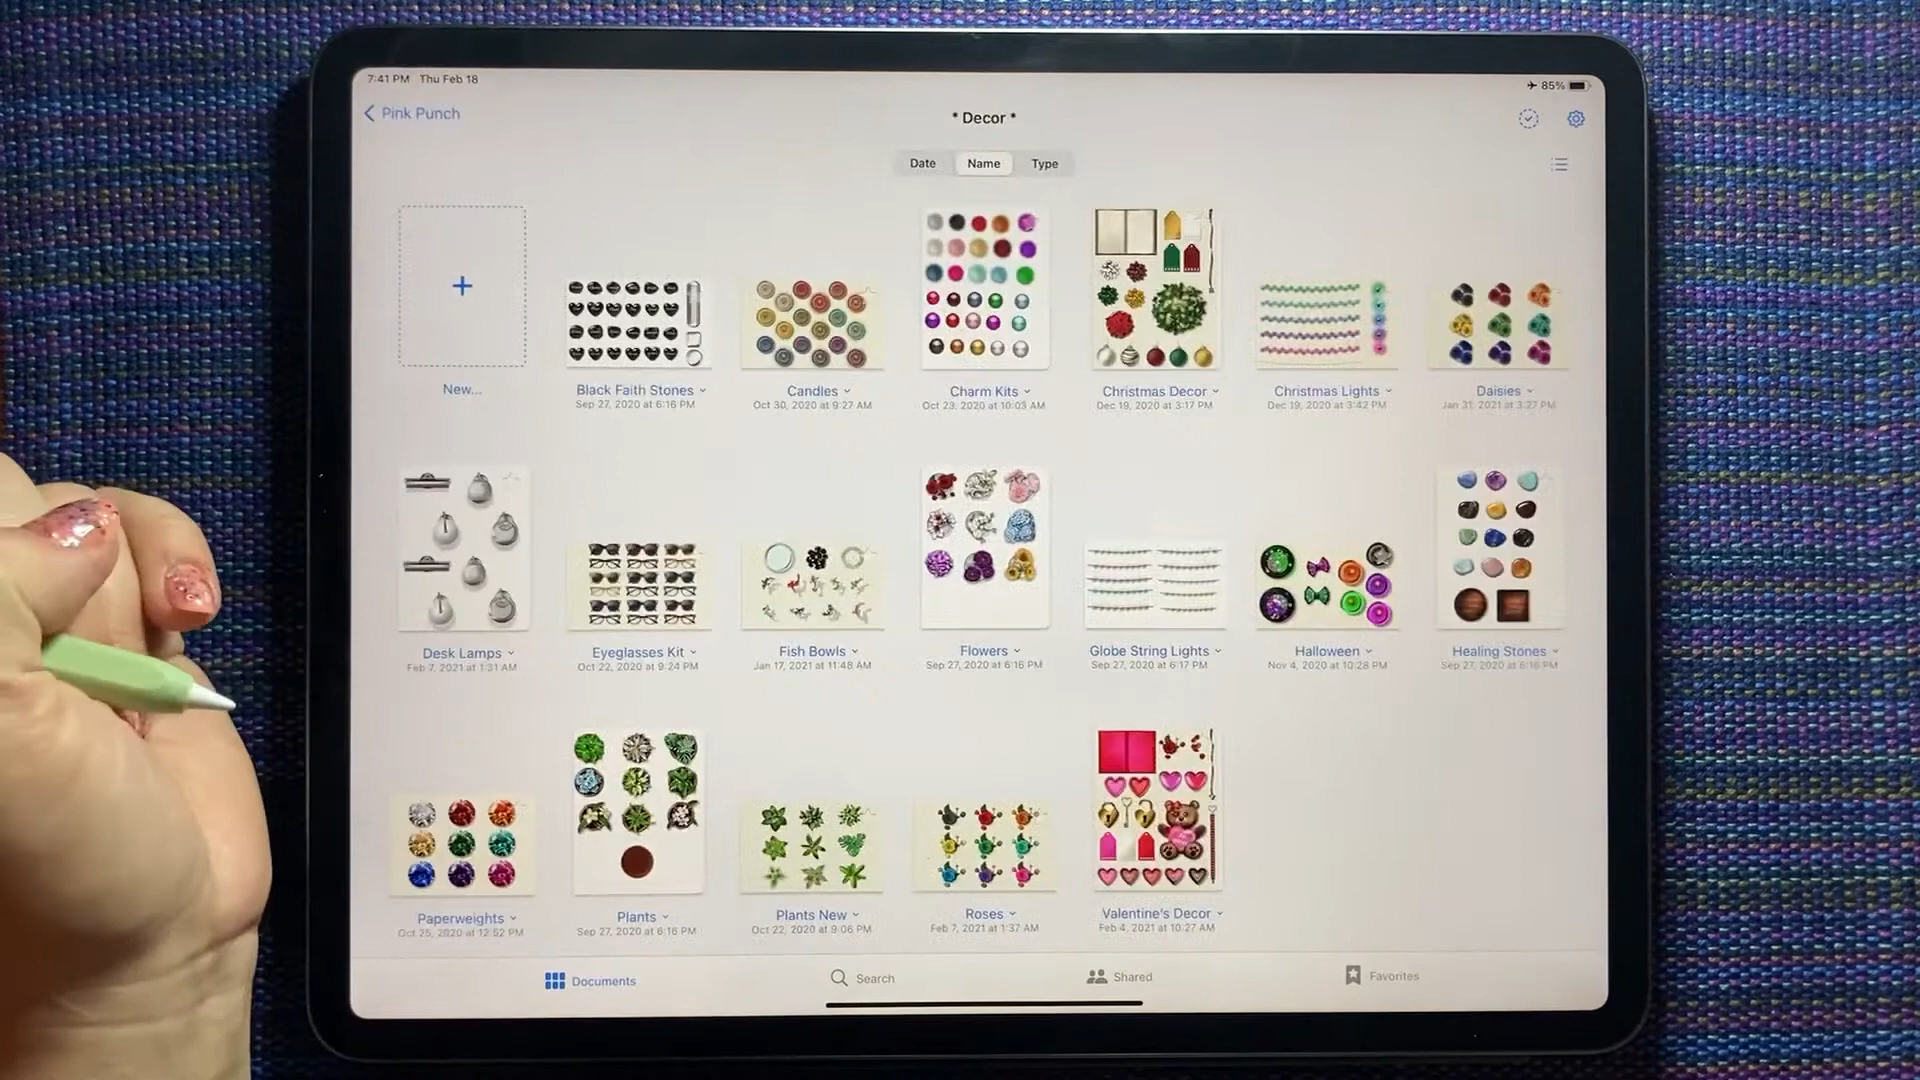 7:41 PM Thu Feb 18
85%
Pink Punch
* Decor *
Date Name Type
New...
Black Faith Stones
Sep 27, 2020 at 6:16 PM
Candles
Oct 30, 2020 at 9:27 AM
Charm Kits
Oct 23, 2020 at 10:03 AM
Christmas Decor
Dec 19, 2020 at 3:17 PM
Christmas Lights
Dec 19, 2020 at 3:42 PM
Daisies
Jan 31, 2021 at 3:27 PM
Desk Lamps
Feb 7, 2021 at 1:31 AM
Eyeglasses Kit
Oct 22, 2020 at 9:24 PM
Fish Bowls
Jan 17, 2021 at 11:48 AM
Flowers
Sep 27, 2020 at 6:16 PM
Globe String Lights
Sep 27, 2020 at 6:17 PM
Halloween
Nov 4, 2020 at 10:28 PM
Healing Stones
Sep 27, 2020 at 6:16 PM
Paperweights
Oct 25, 2020 at 12:52 PM
Plants
Sep 27, 2020 at 6:16 PM
Plants New
Oct 22, 2020 at 9:06 PM
Roses
Feb 7, 2021 at 1:37 AM
Valentine's Decor
Feb 4, 2021 at 10:27 AM
Documents Search Shared Favorites